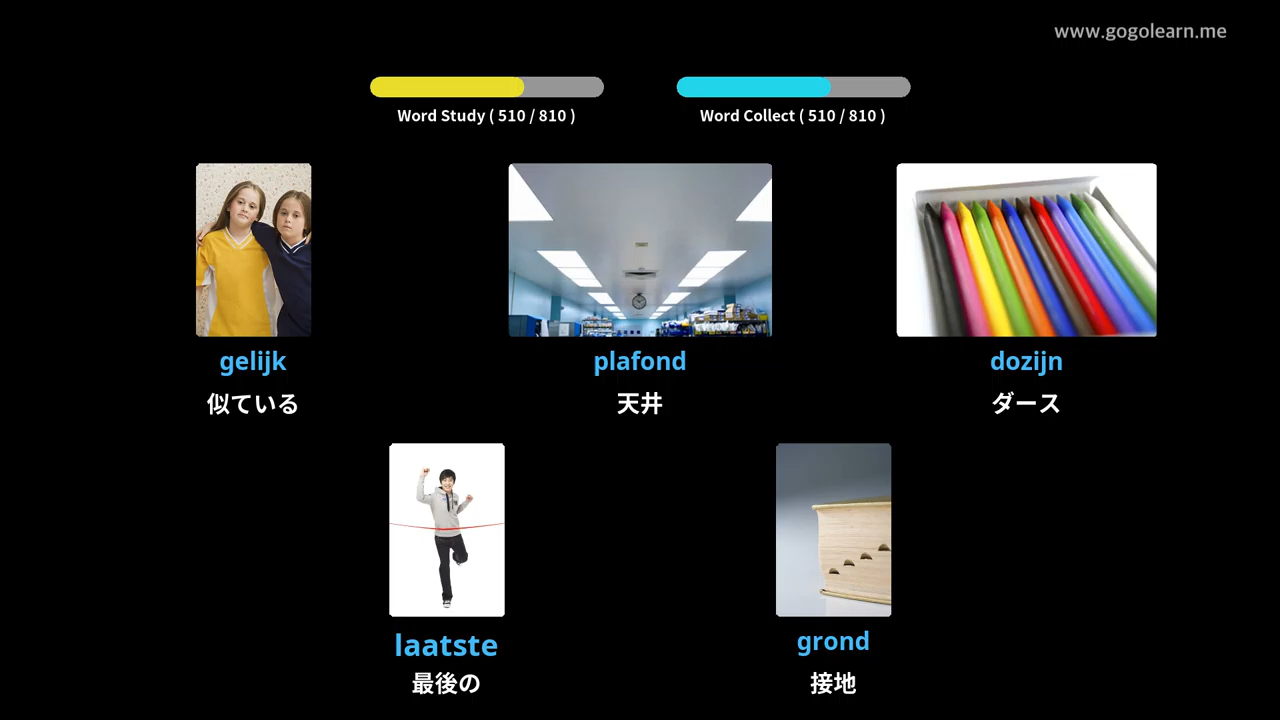 www.gogolearn.me
Word Study ( 510 / 810 )
Word Collect ( 510 / 810 )
gelijk
似ている
plafond
天井
dozijn
ダース
laatste
最後の
grond
接地